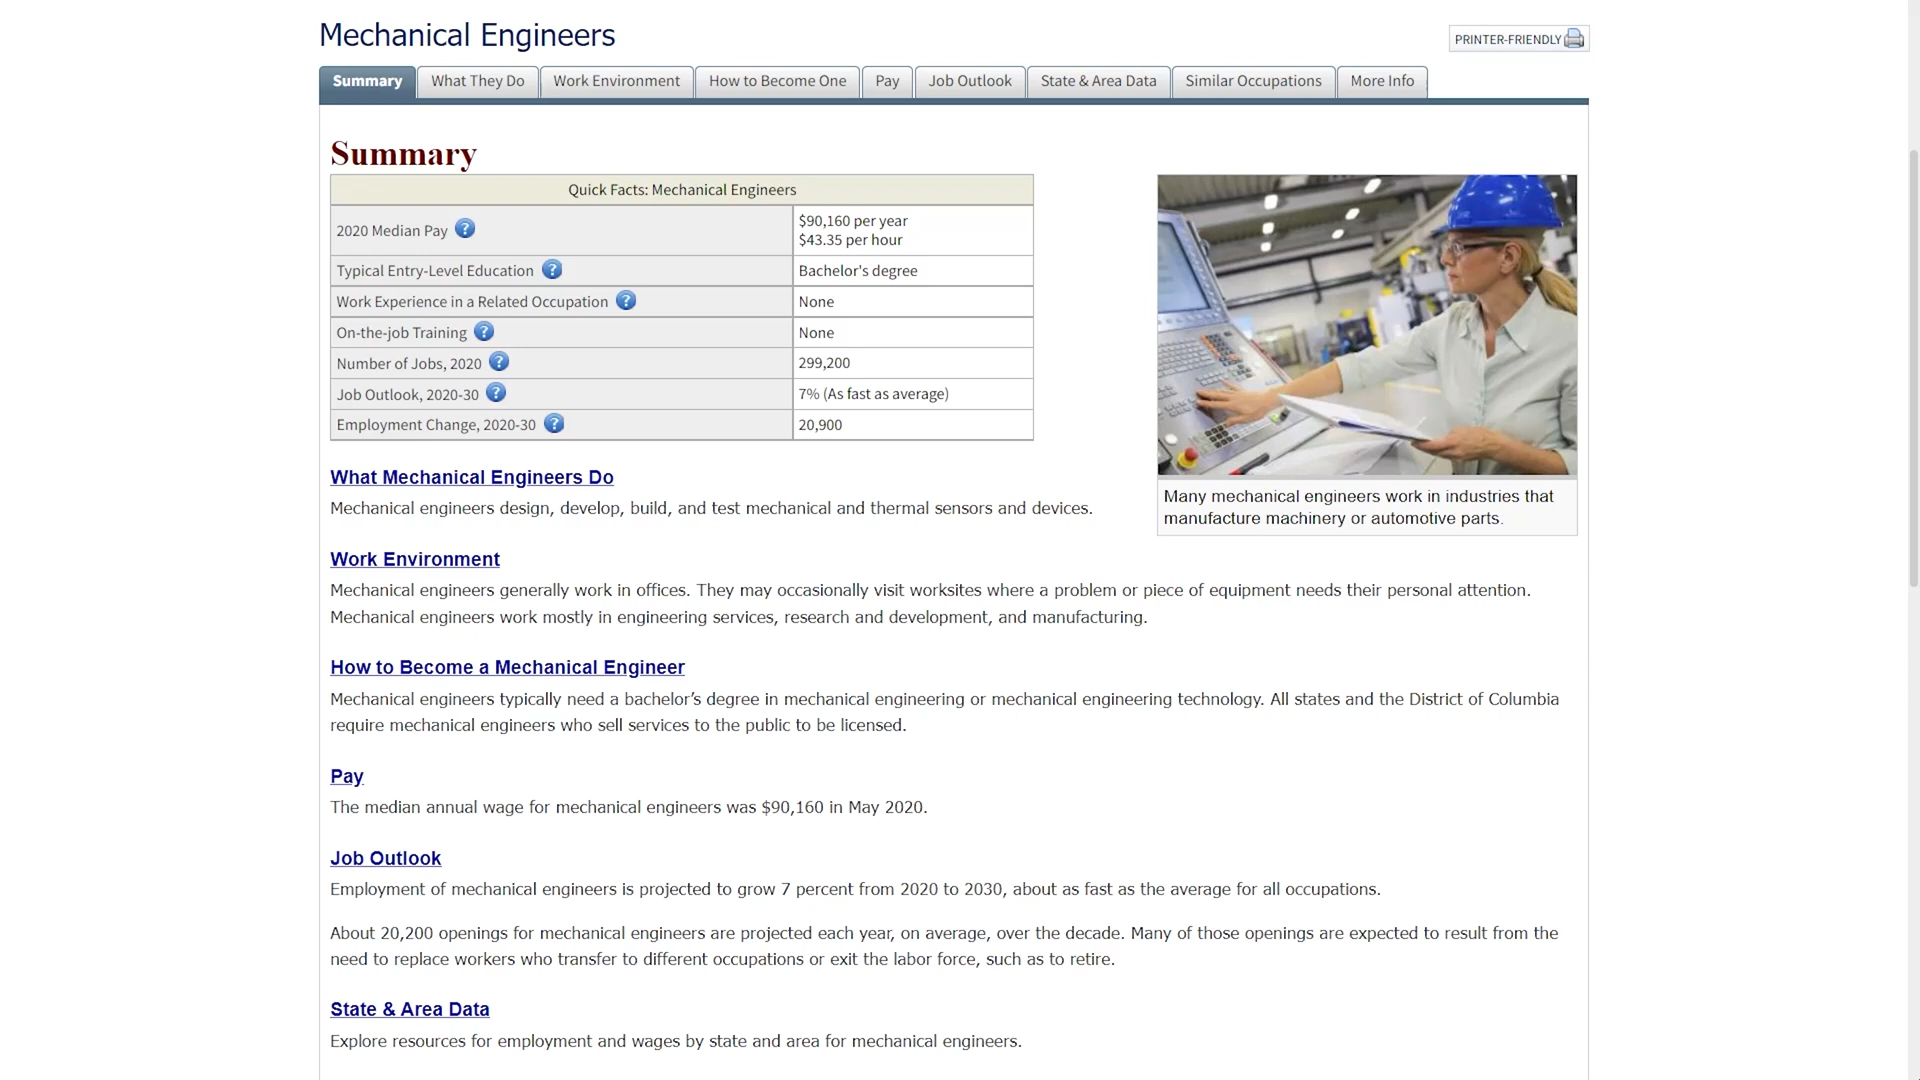 Mechanical Engineers
PRINTER-FRIENDLY
Summary
What They Do
Work Environment
How to Become One
Pay
Job Outlook
State & Area Data
Similar Occupations
More Info
Summary
Quick Facts: Mechanical Engineers
2020 Median Pay ?
$90,160 per year
$43.35 per hour
Typical Entry-Level Education ?
Bachelor's degree
Work Experience in a Related Occupation ?
None
On-the-job Training ?
None
Number of Jobs, 2020 ?
299,200
Job Outlook, 2020-30 ?
7% (As fast as average)
Employment Change, 2020-30 ?
20,900
Many mechanical engineers work in industries that
manufacture machinery or automotive parts.
What Mechanical Engineers Do
Mechanical engineers design, develop, build, and test mechanical and thermal sensors and devices.
Work Environment
Mechanical engineers generally work in offices. They may occasionally visit worksites where a problem or piece of equipment needs their personal attention.
Mechanical engineers work mostly in engineering services, research and development, and manufacturing.
How to Become a Mechanical Engineer
Mechanical engineers typically need a bachelor’s degree in mechanical engineering or mechanical engineering technology. All states and the District of Columbia
require mechanical engineers who sell services to the public to be licensed.
Pay
The median annual wage for mechanical engineers was $90,160 in May 2020.
Job Outlook
Employment of mechanical engineers is projected to grow 7 percent from 2020 to 2030, about as fast as the average for all occupations.
About 20,200 openings for mechanical engineers are projected each year, on average, over the decade. Many of those openings are expected to result from the
need to replace workers who transfer to different occupations or exit the labor force, such as to retire.
State & Area Data
Explore resources for employment and wages by state and area for mechanical engineers.